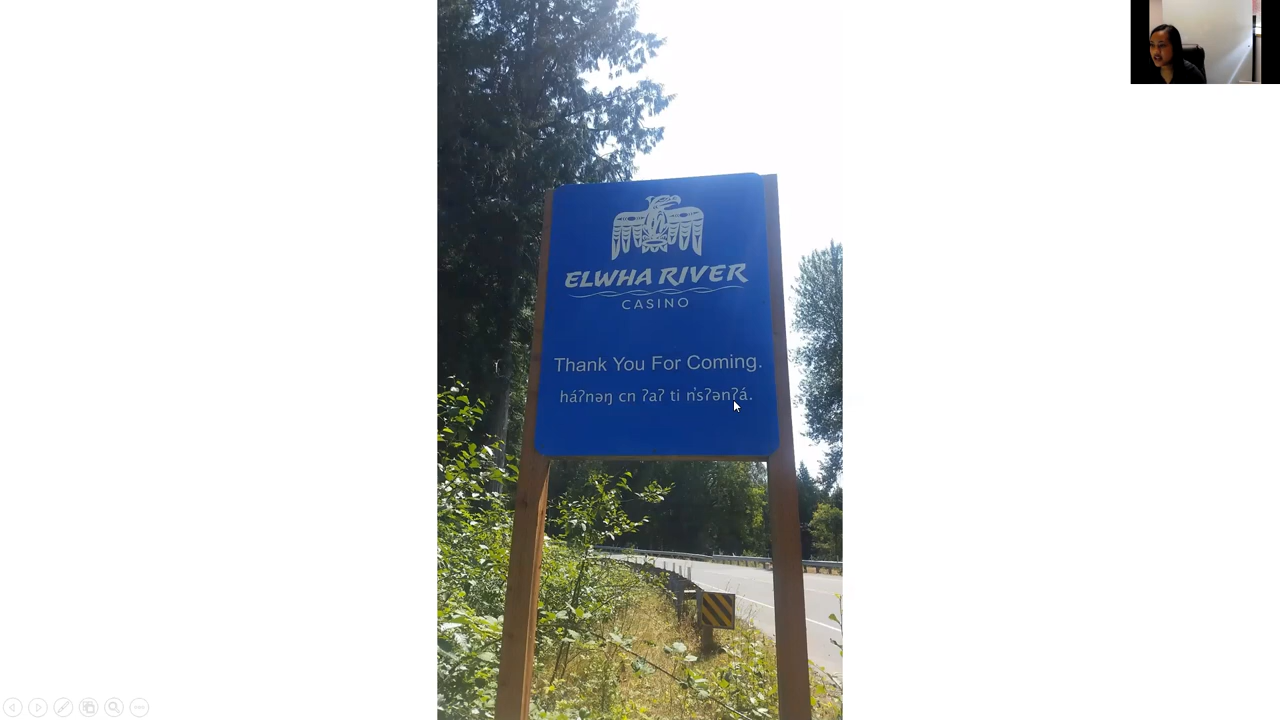 ELWHA RIVER
CASINO
Thank You For Coming.
háʔnəŋ cn ʔaʔ ti n̓sʔənʔá.